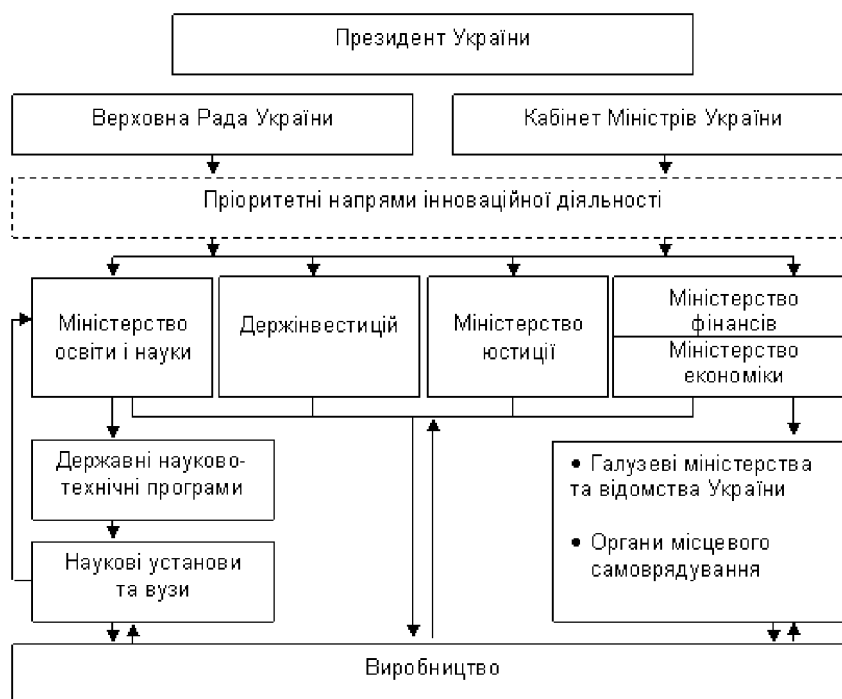 Президент України
Верховна Рада України
Кабінет Міністрів України
Пріоритетні напрями інноваційної діяльності
Міністерство
освіти і науки
Держінвестицій
Міністерство
юстиції
Міністерство
фінансів
Міністерство
економіки
Державні науково-
технічні програми
Наукові установи
та вузи
• Галузеві міністерства
та відомства України
• Органи місцевого
самоврядування
Виробництво